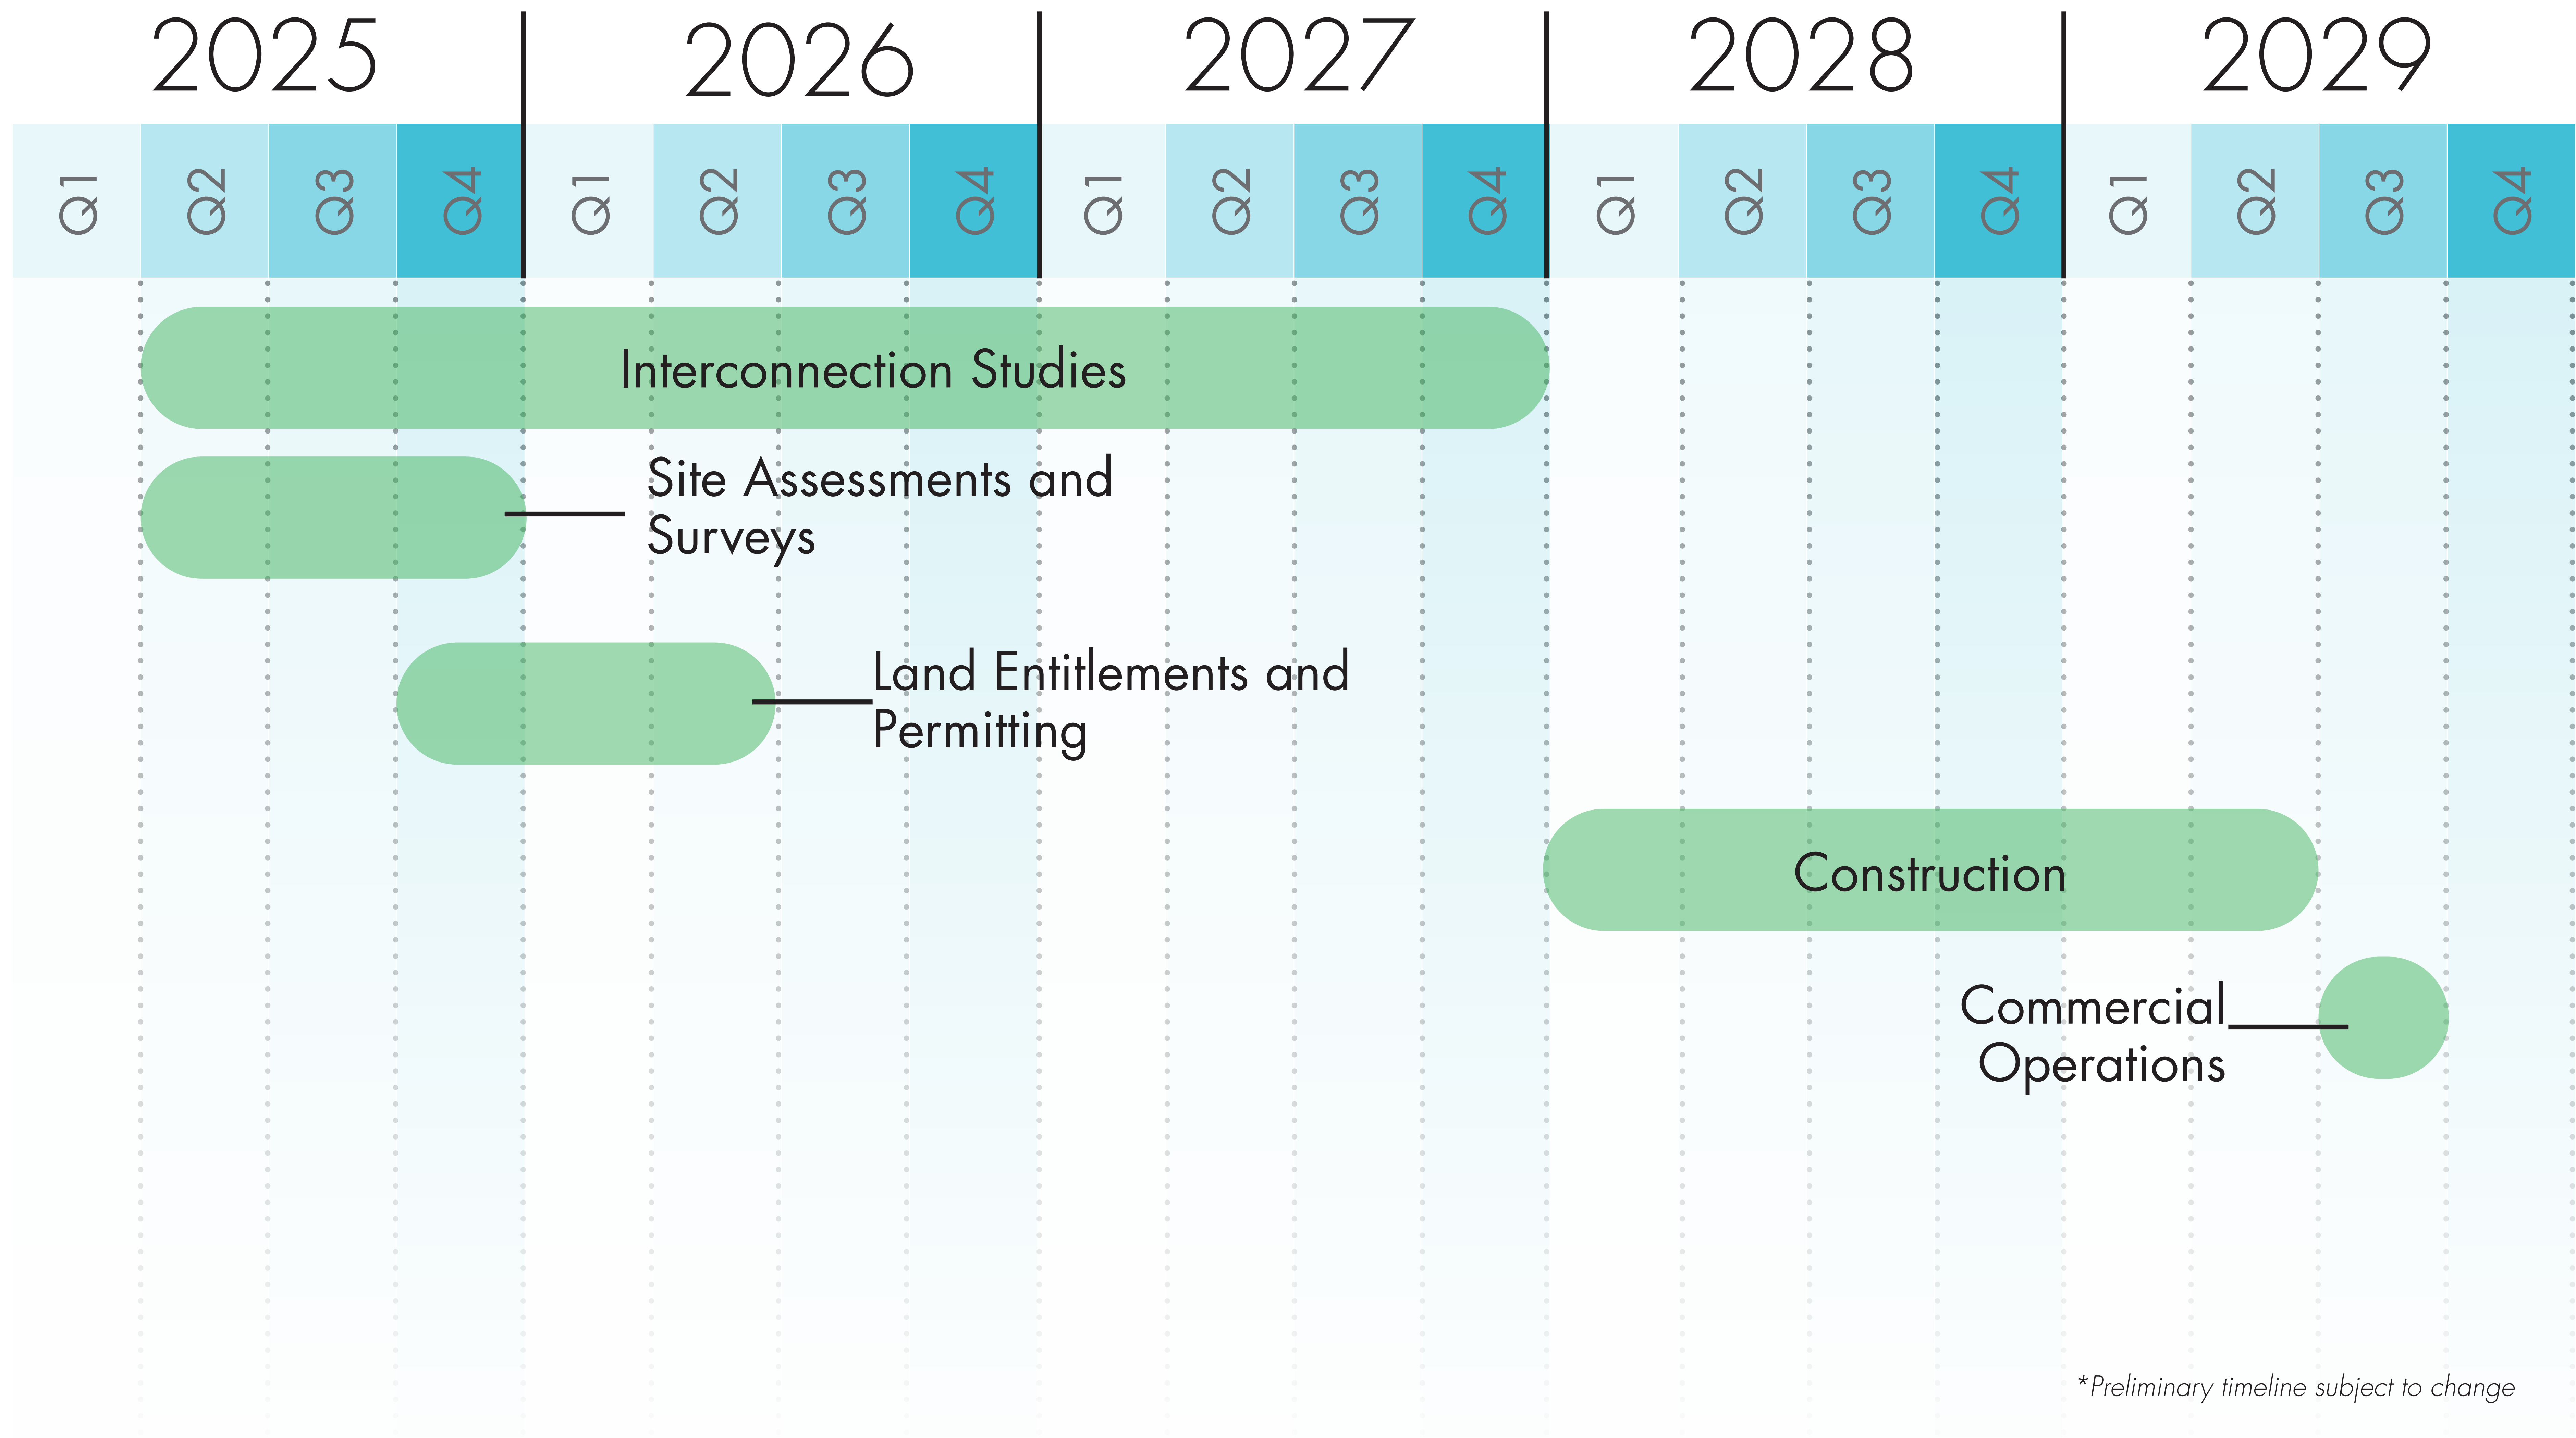 2025 2026 2027 2028 2029
Q1 Q2 Q3 Q4 Q1 Q2 Q3 Q4 Q1 Q2 Q3 Q4 Q1 Q2 Q3 Q4 Q1 Q2 Q3 Q4
Interconnection Studies
Site Assessments and
Surveys
Land Entitlements and
Permitting
Construction
Commercial
Operations
*Preliminary timeline subject to change